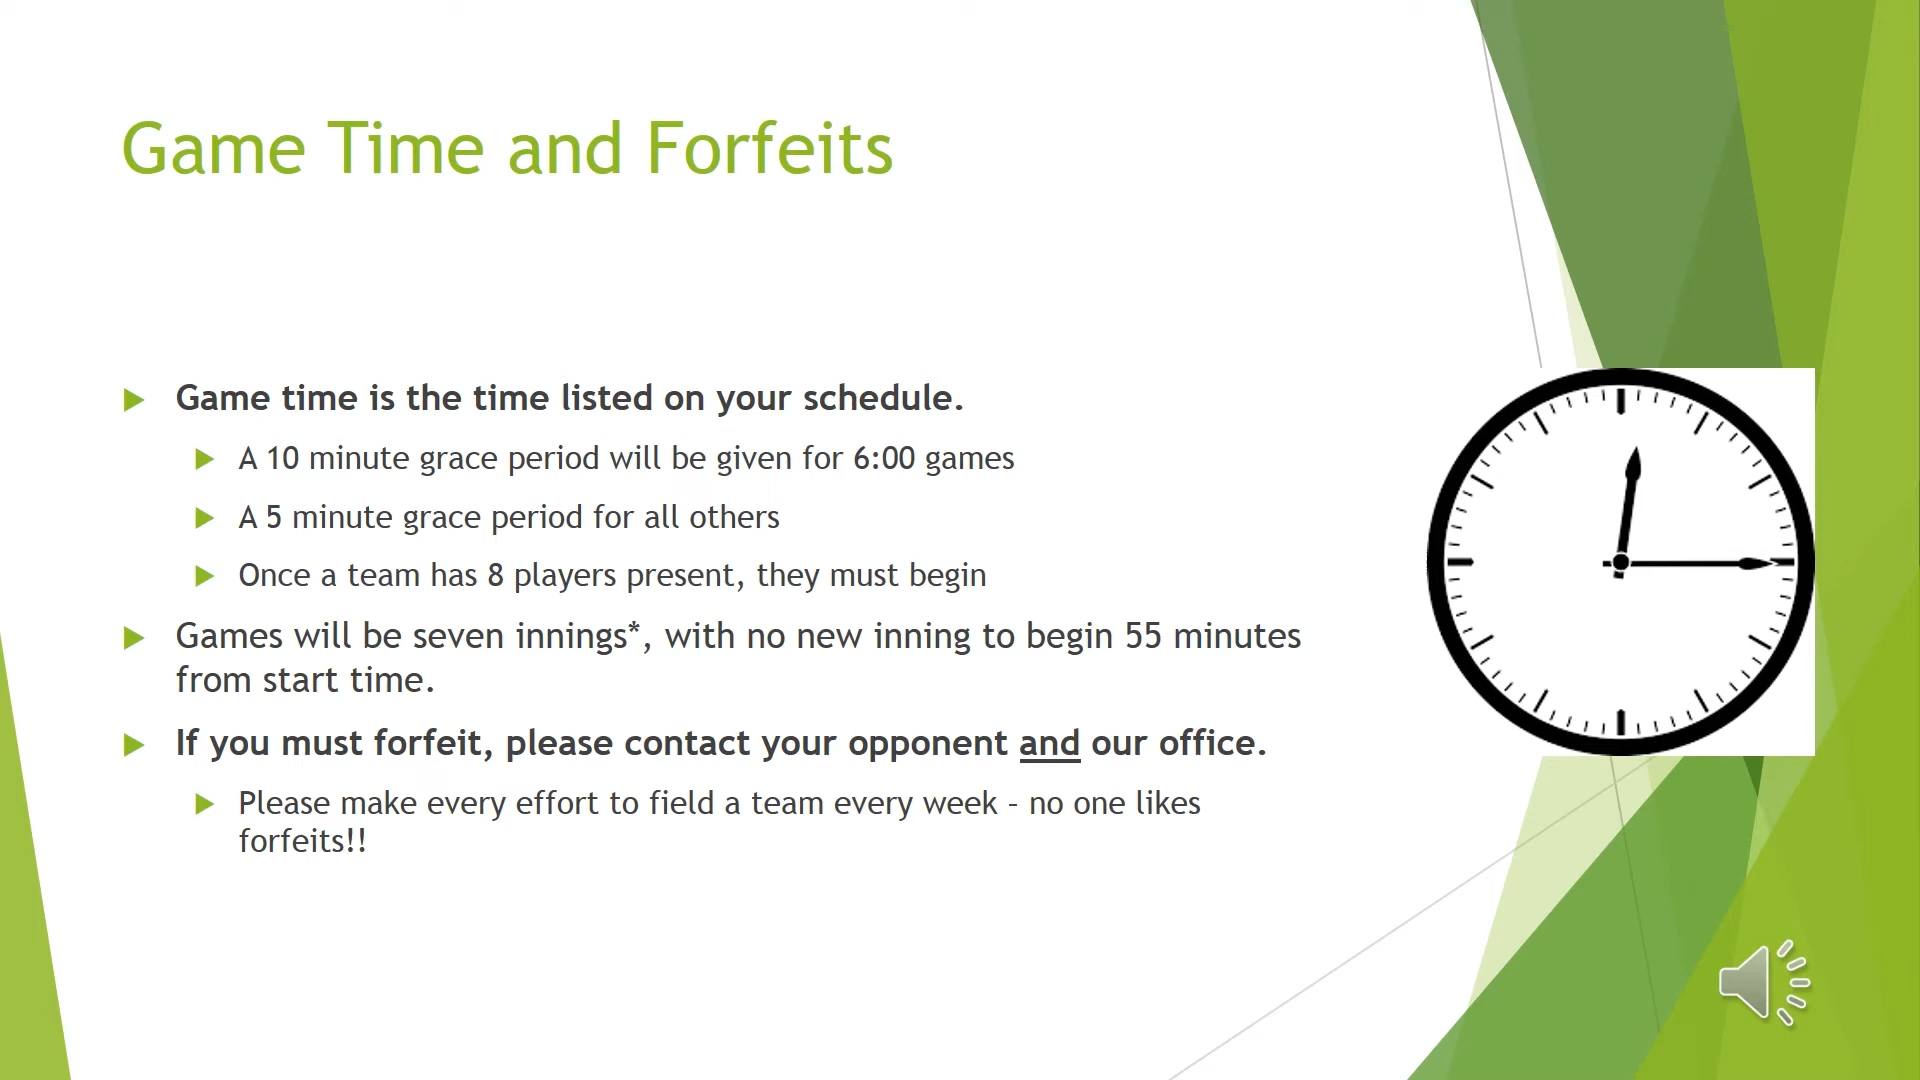 Game Time and Forfeits
Game time is the time listed on your schedule.
A 10 minute grace period will be given for 6:00 games
A 5 minute grace period for all others
Once a team has 8 players present, they must begin
Games will be seven innings*, with no new inning to begin 55 minutes
from start time.
If you must forfeit, please contact your opponent and our office.
Please make every effort to field a team every week – no one likes
forfeits!!